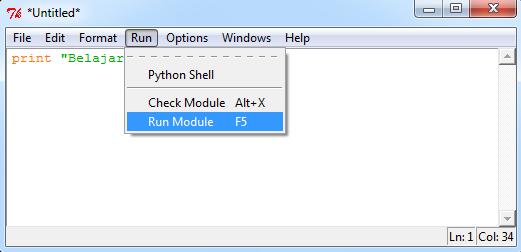 *Untitled*
File Edit Format Run Options Windows Help
print "Belajar
Python Shell
Check Module Alt+X
Run Module F5
Ln: 1 Col: 34